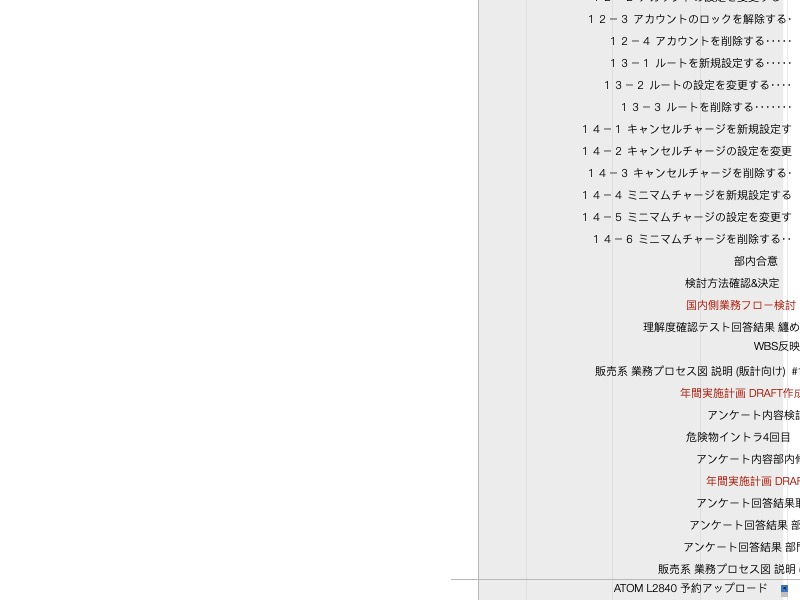 １２－３ アカウントのロックを解除する·
１２－４ アカウントを削除する·····
１３－１ ルートを新規設定する·····
１３－２ ルートの設定を変更する····
１３－３ ルートを削除する·······
１４－１ キャンセルチャージを新規設定す
１４－２ キャンセルチャージの設定を変更
１４－３ キャンセルチャージを削除する·
１４－４ ミニマムチャージを新規設定する
１４－５ ミニマムチャージの設定を変更す
１４－６ ミニマムチャージを削除する··
部内合意
検討方法確認&決定
国内側業務フロー検討
理解度確認テスト回答結果 纏め
WBS反映
販売系 業務プロセス図 説明 (販計向け) #
年間実施計画 DRAFT作成
アンケート内容検討
危険物イントラ4回目
アンケート内容部内
年間実施計画 DRAF
アンケート回答結果
アンケート回答結果 部
アンケート回答結果 部
販売系 業務プロセス図 説明 (
ATOM L2840 予約アップロード